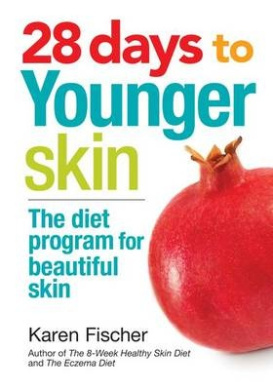 28 days to
Younger
skin
The diet
program for
beautiful
skin
Karen Fischer
Author of The 8-Week Healthy Skin Diet
and The Eczema Diet